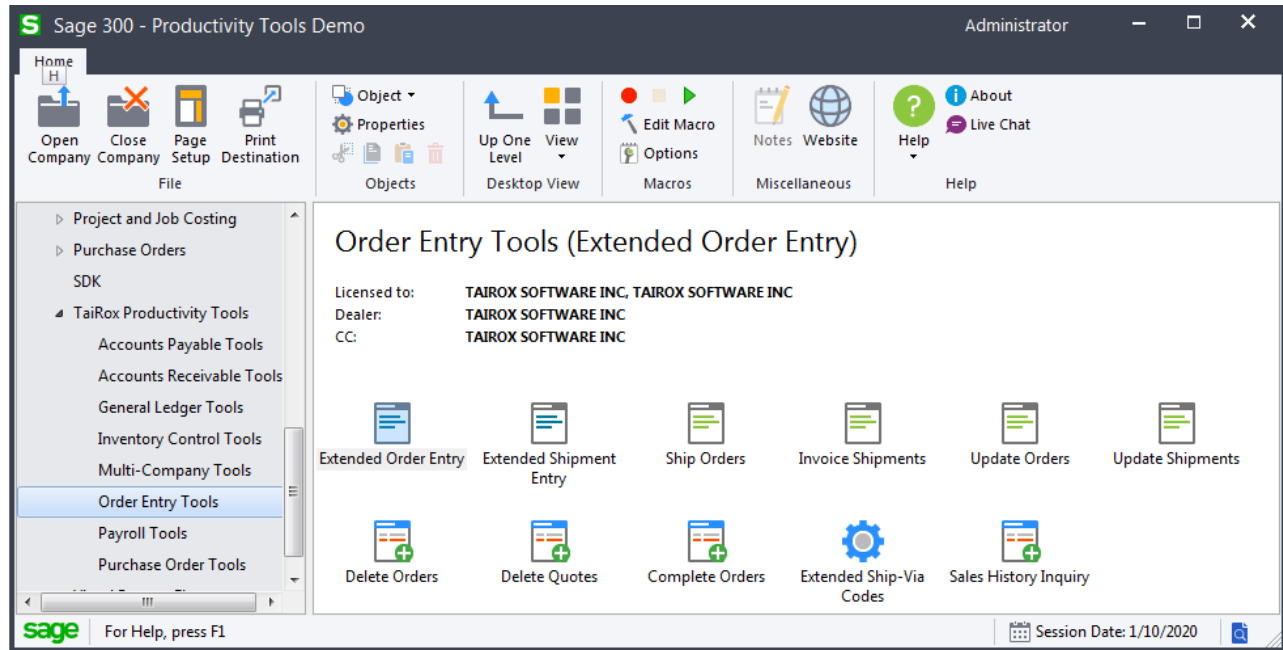 S Sage 300 - Productivity Tools Demo
Administrator
Home
H
Open Company
Close Company
Page Setup
Print Destination
File
Object
Properties
Objects
Up One Level
View
Desktop View
Edit Macro
Options
Macros
Notes
Website
Miscellaneous
Help
About
Live Chat
Help
Project and Job Costing
Purchase Orders
SDK
TaiRox Productivity Tools
Accounts Payable Tools
Accounts Receivable Tools
General Ledger Tools
Inventory Control Tools
Multi-Company Tools
Order Entry Tools
Payroll Tools
Purchase Order Tools
Order Entry Tools (Extended Order Entry)
Licensed to: TAIROX SOFTWARE INC, TAIROX SOFTWARE INC
Dealer: TAIROX SOFTWARE INC
CC: TAIROX SOFTWARE INC
Extended Order Entry
Extended Shipment Entry
Ship Orders
Invoice Shipments
Update Orders
Update Shipments
Delete Orders
Delete Quotes
Complete Orders
Extended Ship-Via Codes
Sales History Inquiry
sage For Help, press F1
Session Date: 1/10/2020